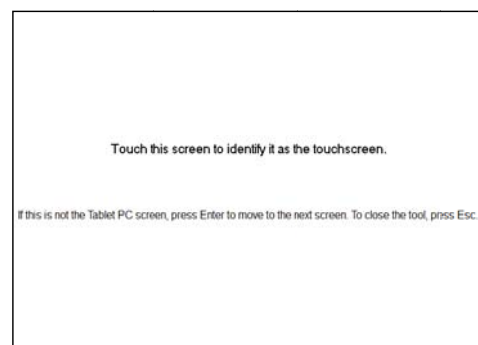 Touch this screen to identify it as the touchscreen.
If this is not the Tablet PC screen, press Enter to move to the next screen. To close the tool, press Esc.